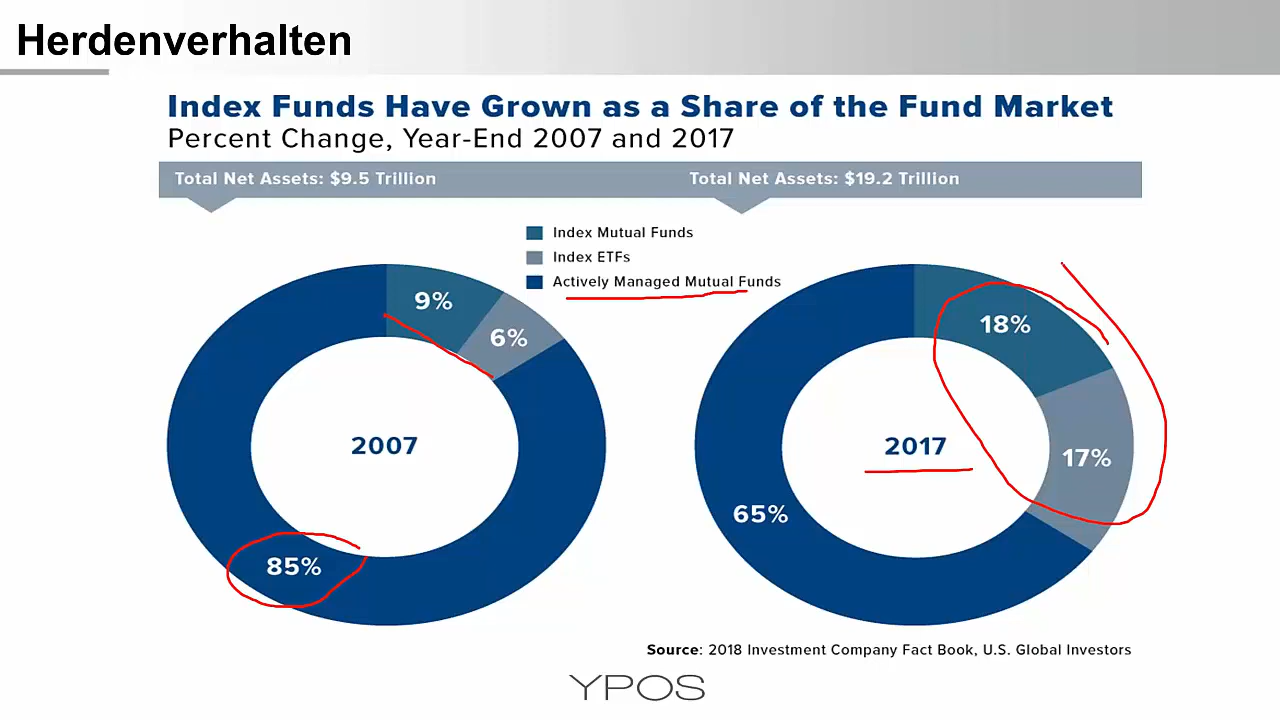 Herdenverhalten
Index Funds Have Grown as a Share of the Fund Market
Percent Change, Year-End 2007 and 2017
Total Net Assets: $9.5 Trillion
Total Net Assets: $19.2 Trillion
Index Mutual Funds
Index ETFs
Actively Managed Mutual Funds
9%
6%
2007
85%
18%
17%
2017
65%
Source: 2018 Investment Company Fact Book, U.S. Global Investors
YPOS